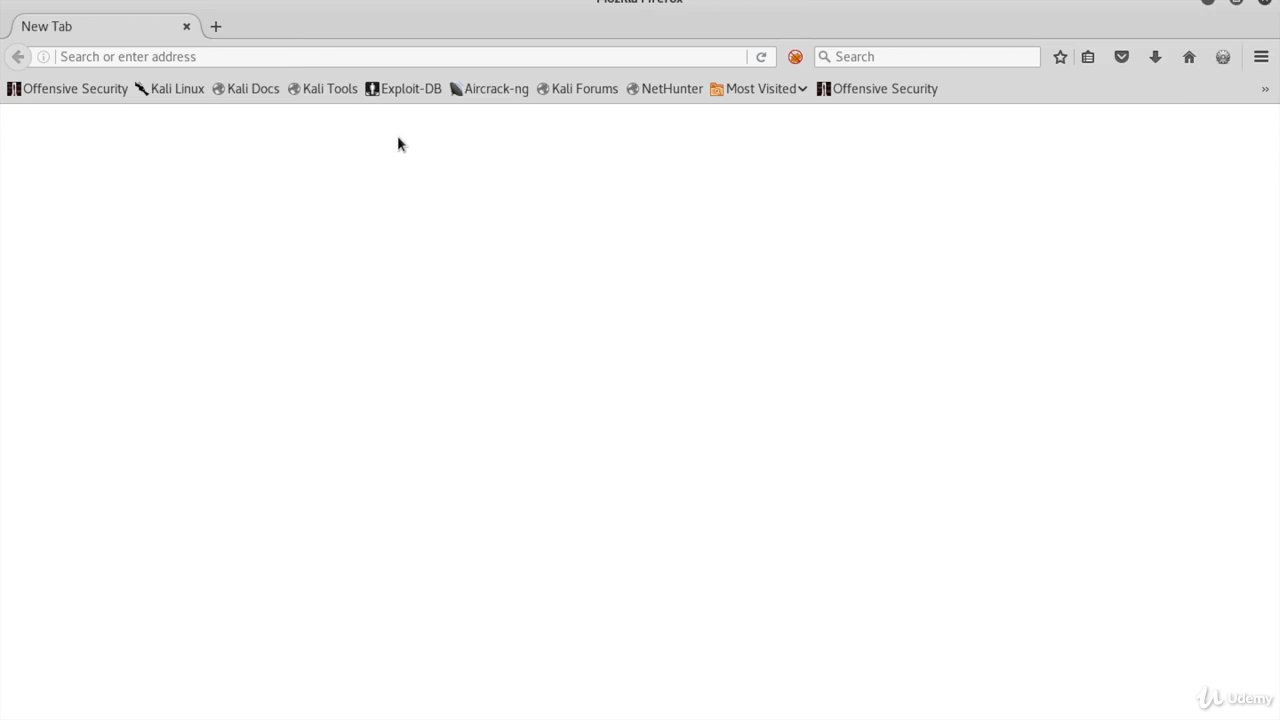 Mozilla Firefox
New Tab
Search or enter address
Search
Offensive Security Kali Linux Kali Docs Kali Tools Exploit-DB Aircrack-ng Kali Forums NetHunter Most Visited Offensive Security
Udemy